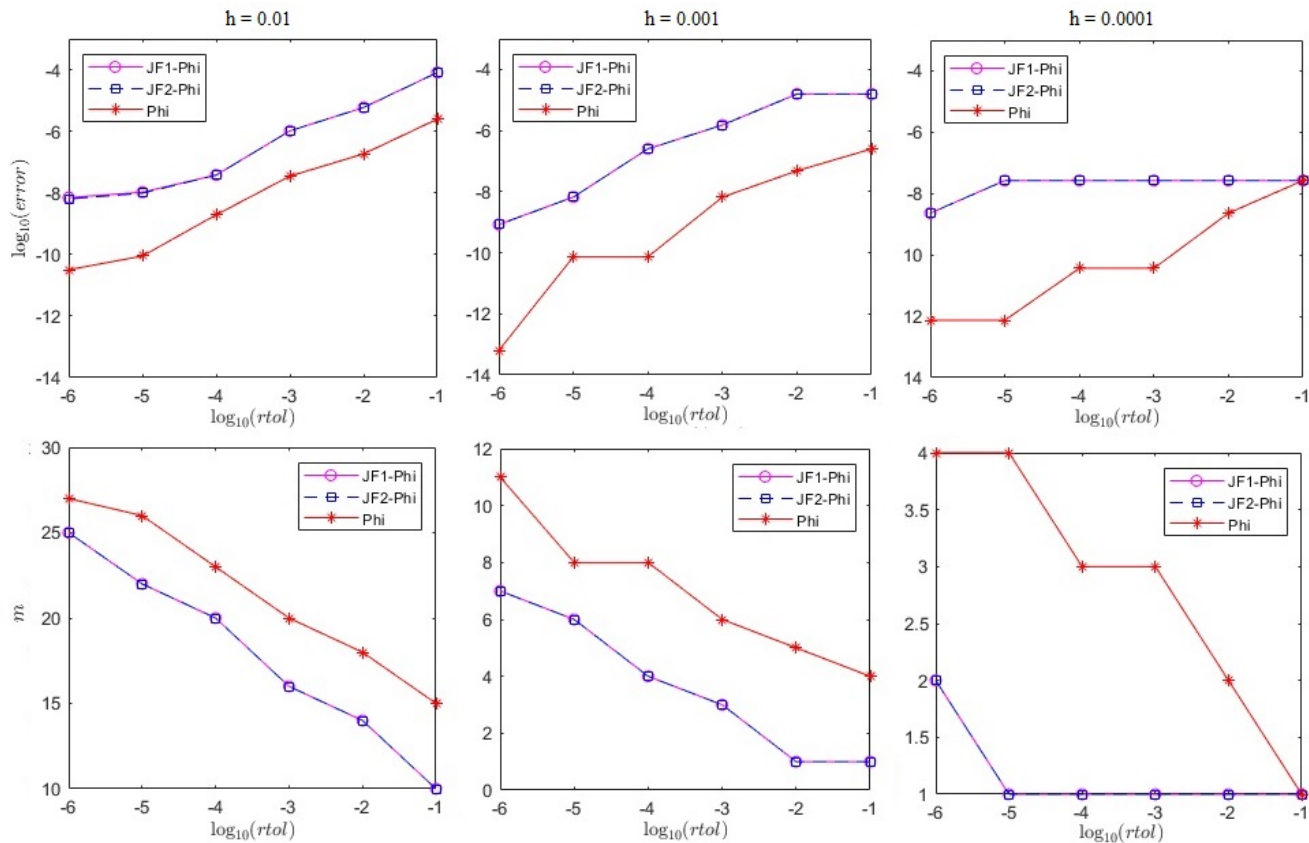 h = 0.01
h = 0.001
h = 0.0001
JF1-Phi
JF2-Phi
Phi
-4
-6
-8
-10
-12
-14
log10(error)
-6 -5 -4 -3 -2 -1
log10(rtol)
JF1-Phi
JF2-Phi
Phi
-4
-6
-8
-10
-12
-14
-6 -5 -4 -3 -2 -1
log10(rtol)
JF1-Phi
JF2-Phi
Phi
-4
-6
-8
10
12
14
-6 -5 -4 -3 -2 -1
log10(rtol)
JF1-Phi
JF2-Phi
Phi
30
25
20
15
10
m
-6 -5 -4 -3 -2 -1
log10(rtol)
JF1-Phi
JF2-Phi
Phi
12
10
8
6
4
2
0
-6 -5 -4 -3 -2 -1
log10(rtol)
JF1-Phi
JF2-Phi
Phi
4
3.5
3
2.5
2
1.5
1
-6 -5 -4 -3 -2 -1
log10(rtol)